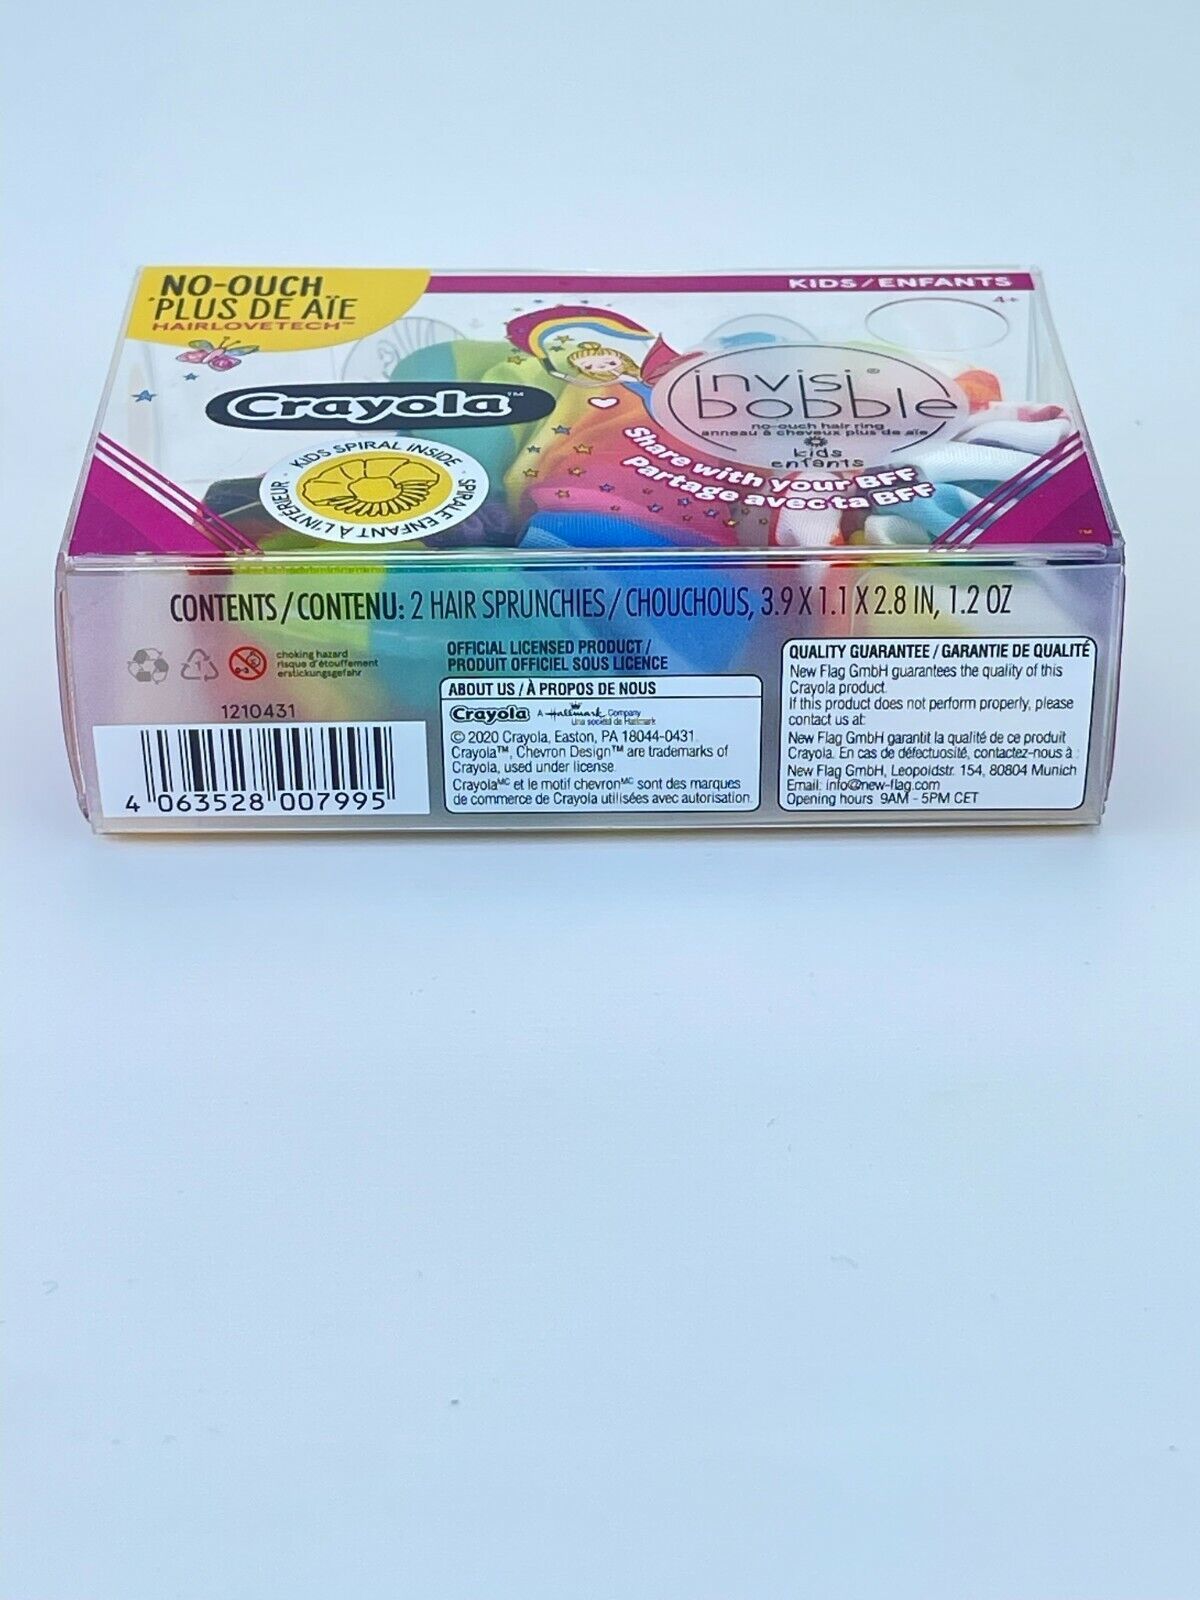 NO-OUCH
PLUS DE AÏE
HAIRLOVETECH™
KIDS/ENFANTS
4+
Crayola™
invisi®
bobble
no-ouch hair ring
anneau à cheveux plus de aïe
kids
enfants
Share with your BFF
Partage avec ta BFF
KIDS SPIRAL INSIDE · SPIRALE ENFANT À L'INTÉRIEUR ·
™
CONTENTS / CONTENU: 2 HAIR SPRUNCHIES / CHOUCHOUS, 3.9 X 1.1 X 2.8 IN, 1.2 OZ
1
0-3
choking hazard
risque d'étouffement
erstickungsgefahr
1210431
4 063528 007995
OFFICIAL LICENSED PRODUCT /
PRODUIT OFFICIEL SOUS LICENCE
ABOUT US / À PROPOS DE NOUS
Crayola A Hallmark Company
Une société de Hallmark
© 2020 Crayola, Easton, PA 18044-0431.
Crayola™, Chevron Design™ are trademarks of
Crayola, used under license.
Crayola MC et le motif chevron MC sont des marques
de commerce de Crayola utilisées avec autorisation.
QUALITY GUARANTEE / GARANTIE DE QUALITÉ
New Flag GmbH guarantees the quality of this
Crayola product.
If this product does not perform properly, please
contact us at:
New Flag GmbH garantit la qualité de ce produit
Crayola. En cas de défectuosité, contactez-nous à :
New Flag GmbH, Leopoldstr. 154, 80804 Munich
Email: info@new-flag.com
Opening hours 9AM - 5PM CET